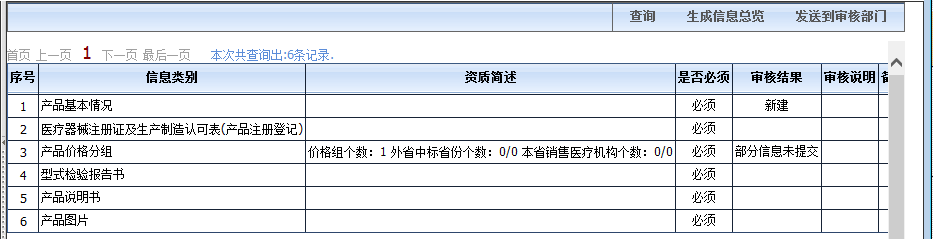 查询 生成信息总览 发送到审核部门
首页 上一页 1 下一页 最后一页 本次共查询出:6条记录.
序号 信息类别 资质简述 是否必须 审核结果 审核说明
1 产品基本情况 必须 新建
2 医疗器械注册证及生产制造认可表(产品注册登记) 必须
3 产品价格分组 价格组个数：1 外省中标省份个数：0/0 本省销售医疗机构个数：0/0 必须 部分信息未提交
4 型式检验报告书 必须
5 产品说明书 必须
6 产品图片 必须